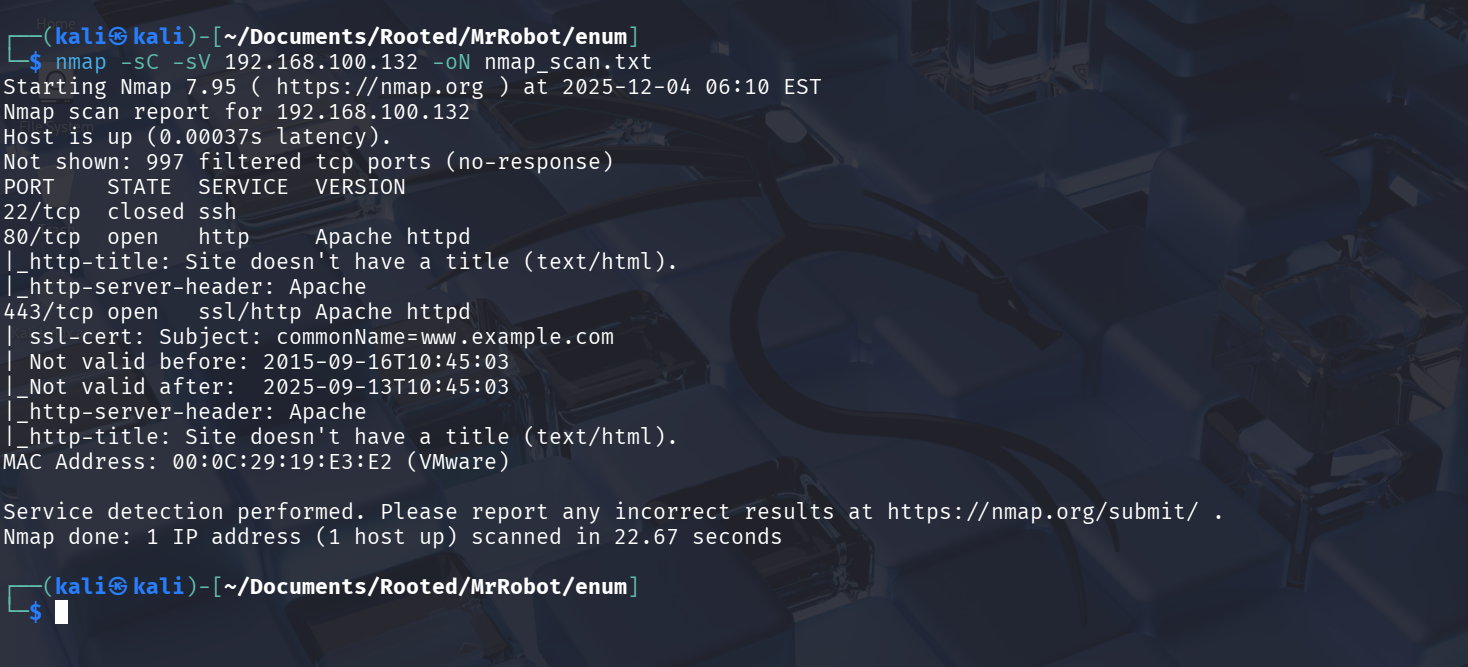 Home
┌──(kali㉿kali)-[~/Documents/Rooted/MrRobot/enum]
└─$ nmap -sC -sV 192.168.100.132 -oN nmap_scan.txt
Starting Nmap 7.95 ( https://nmap.org ) at 2025-12-04 06:10 EST
Nmap scan report for 192.168.100.132
Host is up (0.00037s latency).
Not shown: 997 filtered tcp ports (no-response)
PORT    STATE  SERVICE  VERSION
22/tcp  closed ssh
80/tcp  open   http     Apache httpd
|_http-title: Site doesn't have a title (text/html).
|_http-server-header: Apache
443/tcp open   ssl/http Apache httpd
| ssl-cert: Subject: commonName=www.example.com
| Not valid before: 2015-09-16T10:45:03
|_Not valid after:  2025-09-13T10:45:03
|_http-server-header: Apache
|_http-title: Site doesn't have a title (text/html).
MAC Address: 00:0C:29:19:E3:E2 (VMware)
Service detection performed. Please report any incorrect results at https://nmap.org/submit/ .
Nmap done: 1 IP address (1 host up) scanned in 22.67 seconds
┌──(kali㉿kali)-[~/Documents/Rooted/MrRobot/enum]
└─$